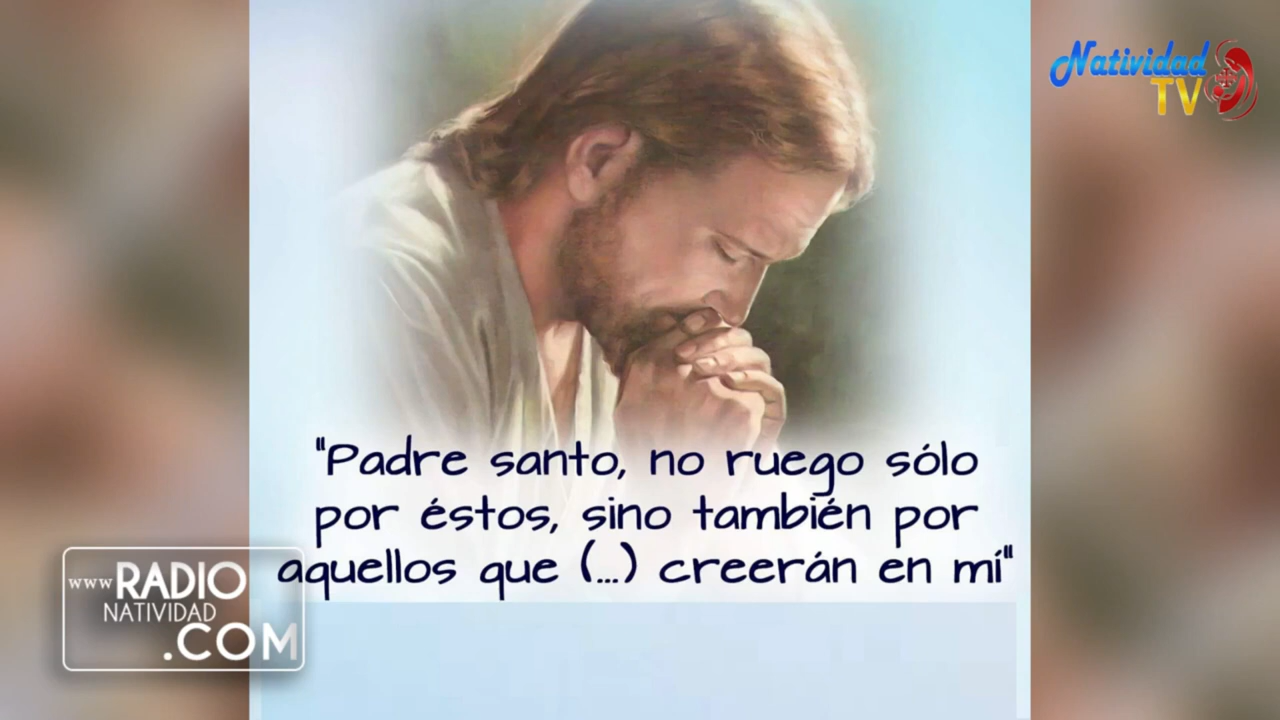 Natividad
TV
"Padre santo, no ruego sólo
por éstos, sino también por
aquellos que (...) creerán en mí"
www RADIO
NATIVIDAD
.COM